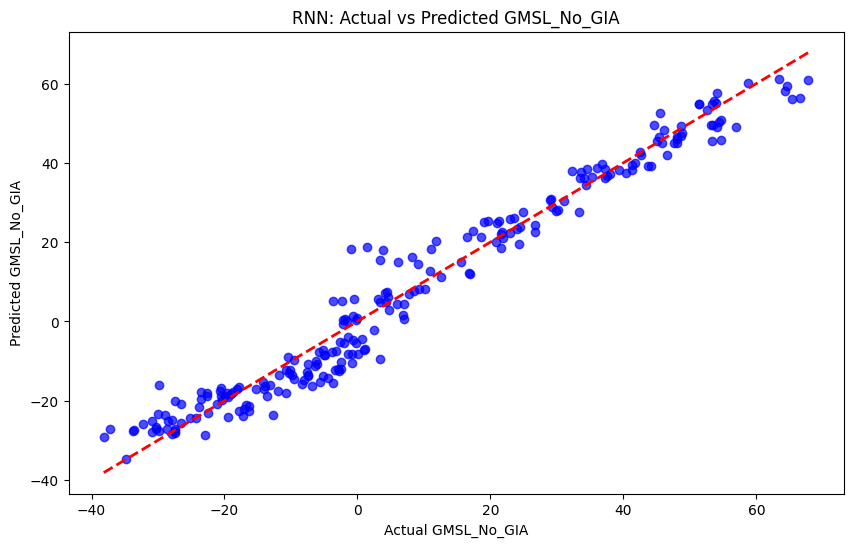 RNN: Actual vs Predicted GMSL_No_GIA
Predicted GMSL_No_GIA
60
40
20
0
−20
−40
−40 −20 0 20 40 60
Actual GMSL_No_GIA